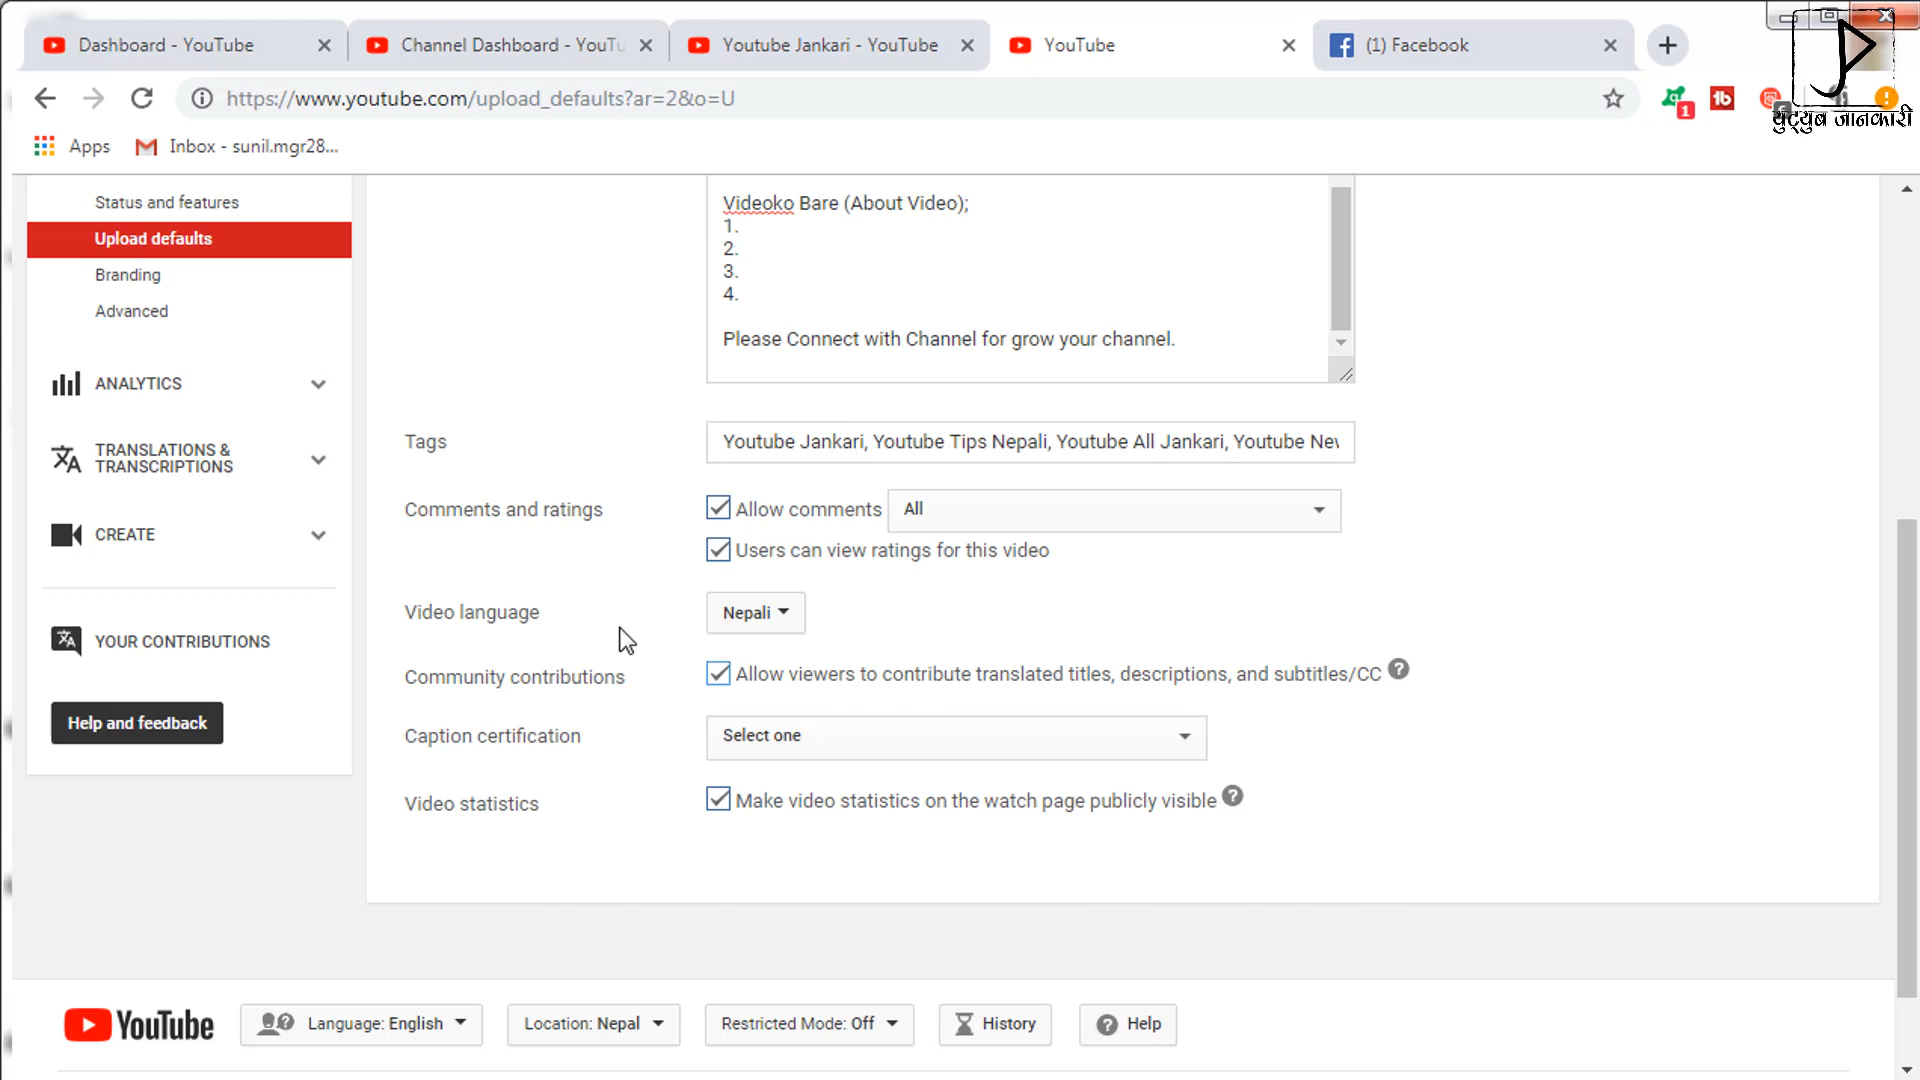 Dashboard - YouTube
Channel Dashboard - YouTu
Youtube Jankari - YouTube
YouTube
(1) Facebook
https://www.youtube.com/upload_defaults?ar=2&o=U
1
युट्युब जानकारी
Apps
Inbox - sunil.mgr28...
Status and features
Upload defaults
Branding
Advanced
ANALYTICS
TRANSLATIONS &
TRANSCRIPTIONS
CREATE
YOUR CONTRIBUTIONS
Help and feedback
Videoko Bare (About Video);
1.
2.
3.
4.
Please Connect with Channel for grow your channel.
Tags
Youtube Jankari, Youtube Tips Nepali, Youtube All Jankari, Youtube Nev
Comments and ratings
Allow comments
All
Users can view ratings for this video
Video language
Nepali
Community contributions
Allow viewers to contribute translated titles, descriptions, and subtitles/CC
Caption certification
Select one
Video statistics
Make video statistics on the watch page publicly visible
YouTube
Language: English
Location: Nepal
Restricted Mode: Off
History
Help